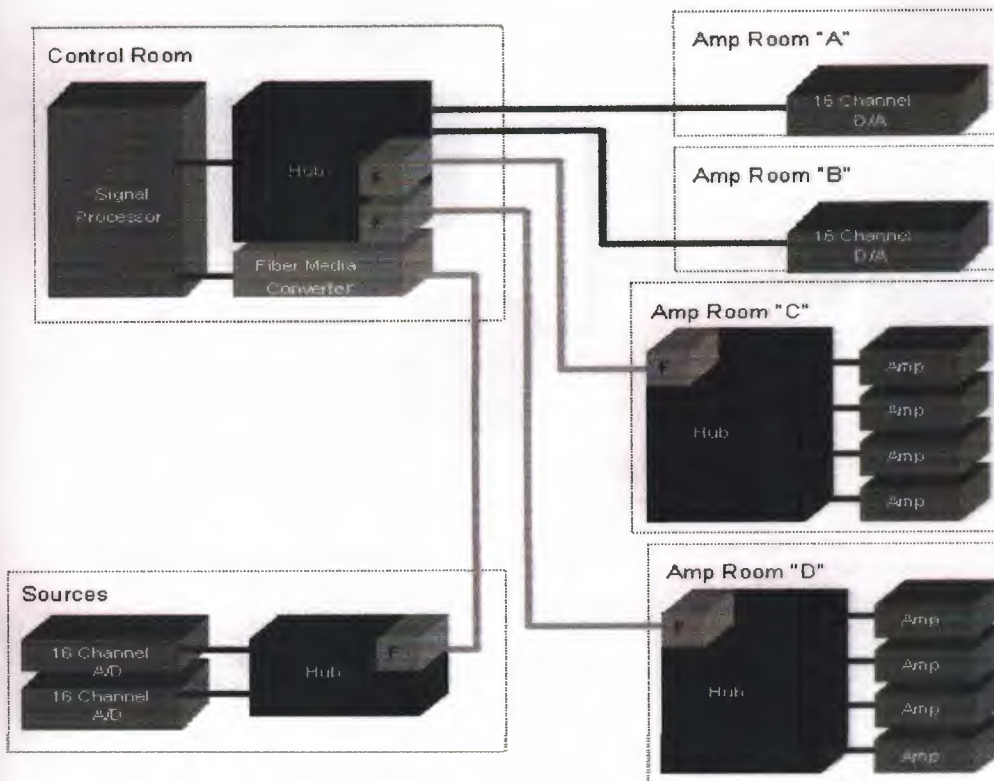 Control Room
Signal
Processor
Hub
F
F
Fiber Media
Converter
Amp Room "A"
16 Channel
D/A
Amp Room "B"
16 Channel
D/A
Amp Room "C"
F
Hub
Amp
Amp
Amp
Amp
Sources
16 Channel
A/D
16 Channel
A/D
Hub
F
Amp Room "D"
F
Hub
Amp
Amp
Amp
Amp